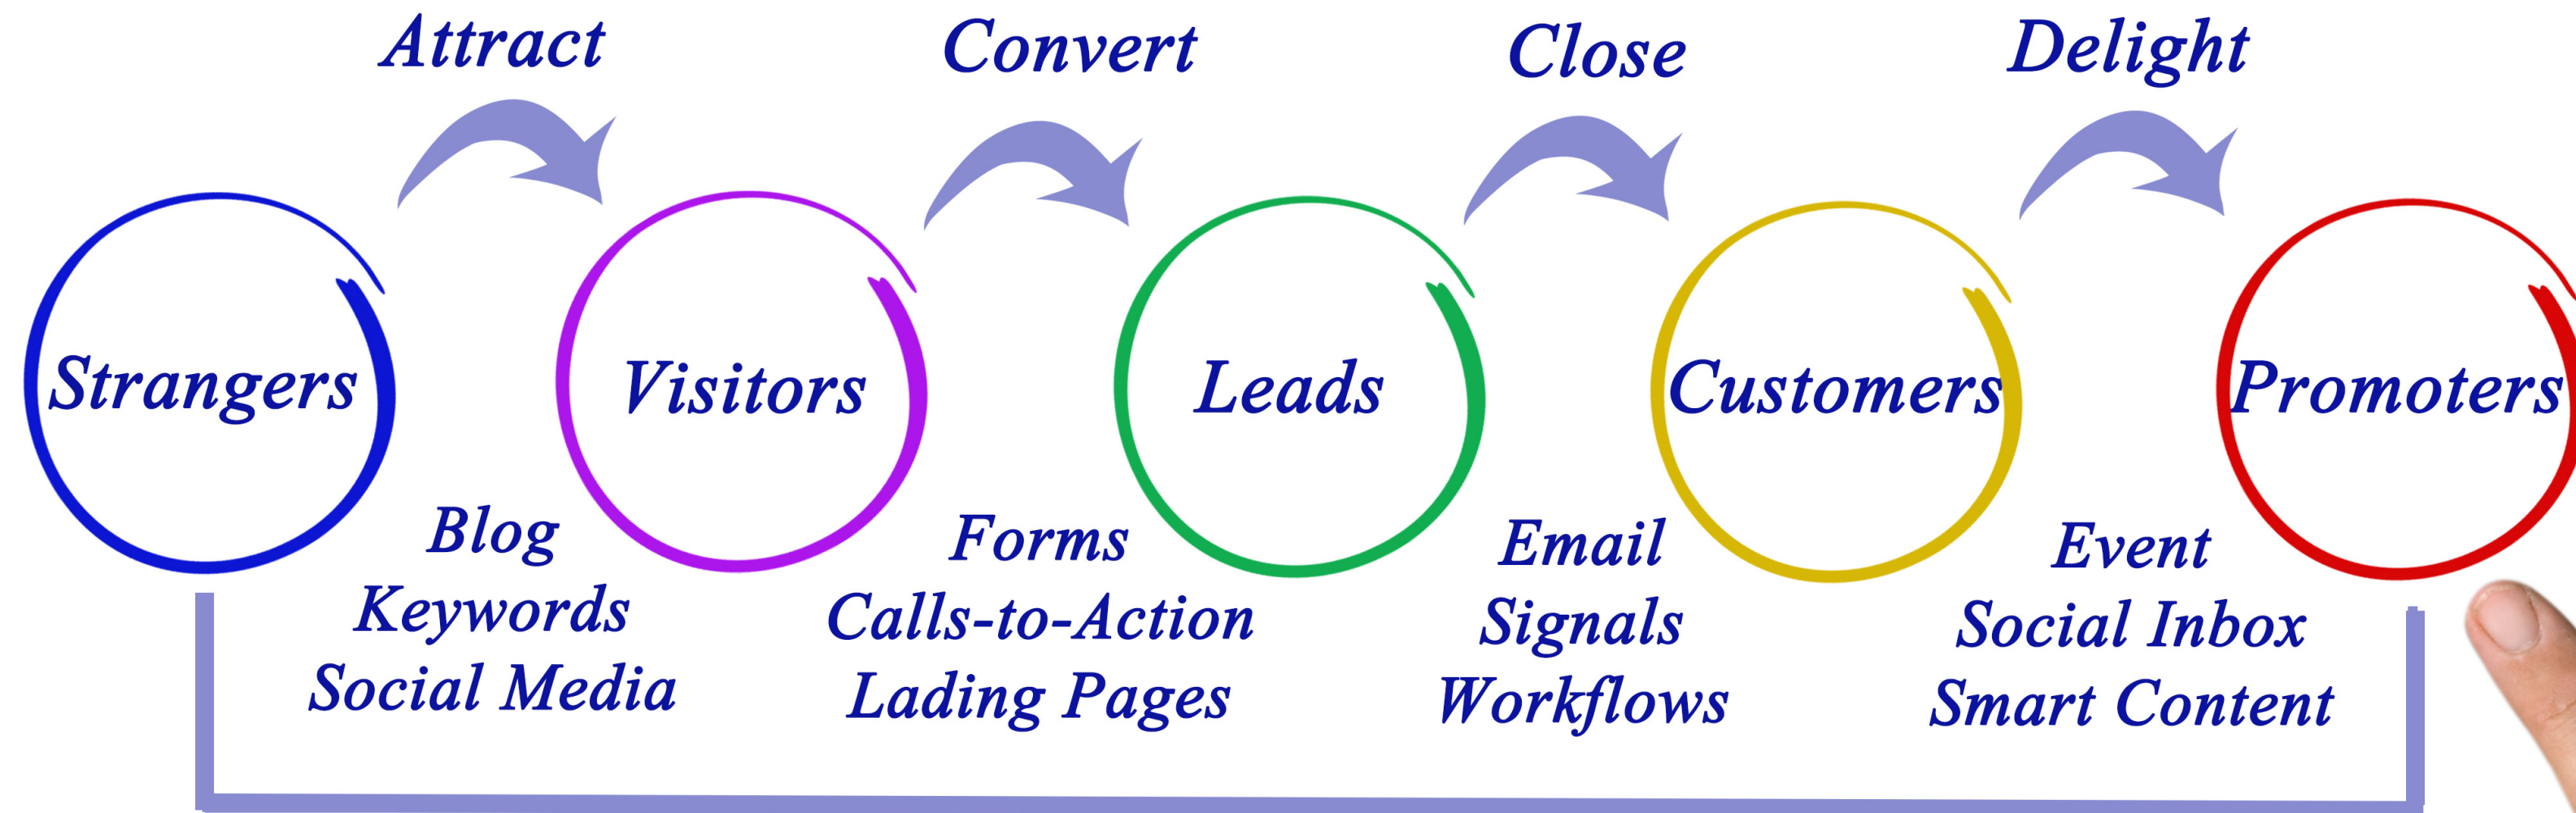 Attract
Convert
Close
Delight
Strangers
Visitors
Leads
Customers
Promoters
Blog
Keywords
Social Media
Forms
Calls-to-Action
Lading Pages
Email
Signals
Workflows
Event
Social Inbox
Smart Content